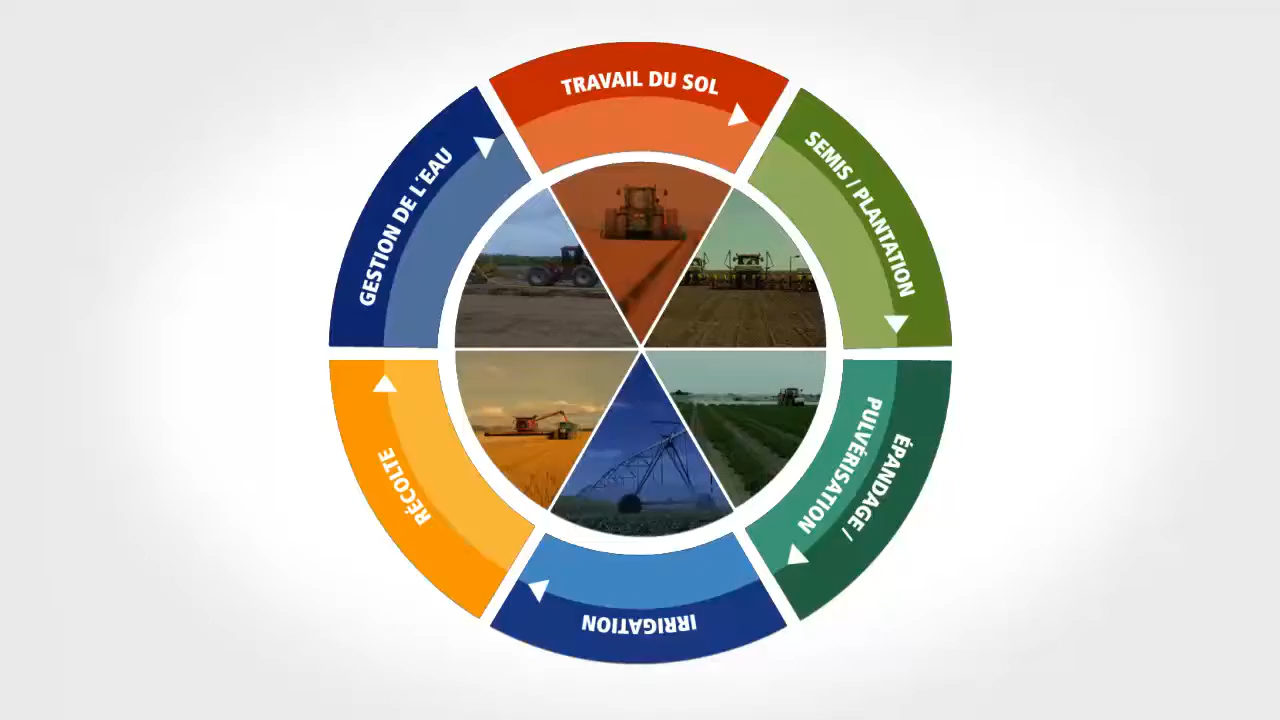 TRAVAIL DU SOL
SEMIS / PLANTATION
ÉPANDAGE /
PULVÉRISATION
IRRIGATION
RÉCOLTE
GESTION DE L'EAU